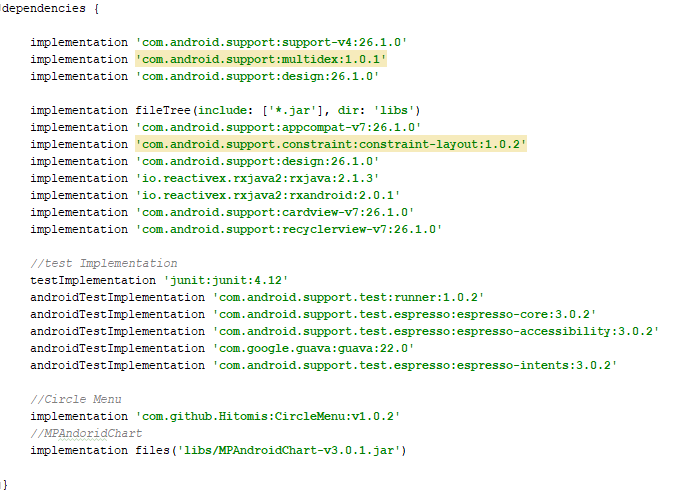 dependencies {
implementation 'com.android.support:support-v4:26.1.0'
implementation 'com.android.support:multidex:1.0.1'
implementation 'com.android.support:design:26.1.0'
implementation fileTree(include: ['*.jar'], dir: 'libs')
implementation 'com.android.support:appcompat-v7:26.1.0'
implementation 'com.android.support.constraint:constraint-layout:1.0.2'
implementation 'com.android.support:design:26.1.0'
implementation 'io.reactivex.rxjava2:rxjava:2.1.3'
implementation 'io.reactivex.rxjava2:rxandroid:2.0.1'
implementation 'com.android.support:cardview-v7:26.1.0'
implementation 'com.android.support:recyclerview-v7:26.1.0'
//test Implementation
testImplementation 'junit:junit:4.12'
androidTestImplementation 'com.android.support.test:runner:1.0.2'
androidTestImplementation 'com.android.support.test.espresso:espresso-core:3.0.2'
androidTestImplementation 'com.android.support.test.espresso:espresso-accessibility:3.0.2'
androidTestImplementation 'com.google.guava:guava:22.0'
androidTestImplementation 'com.android.support.test.espresso:espresso-intents:3.0.2'
//Circle Menu
implementation 'com.github.Hitomis:CircleMenu:v1.0.2'
//MPAndoridChart
implementation files('libs/MPAndroidChart-v3.0.1.jar')
}